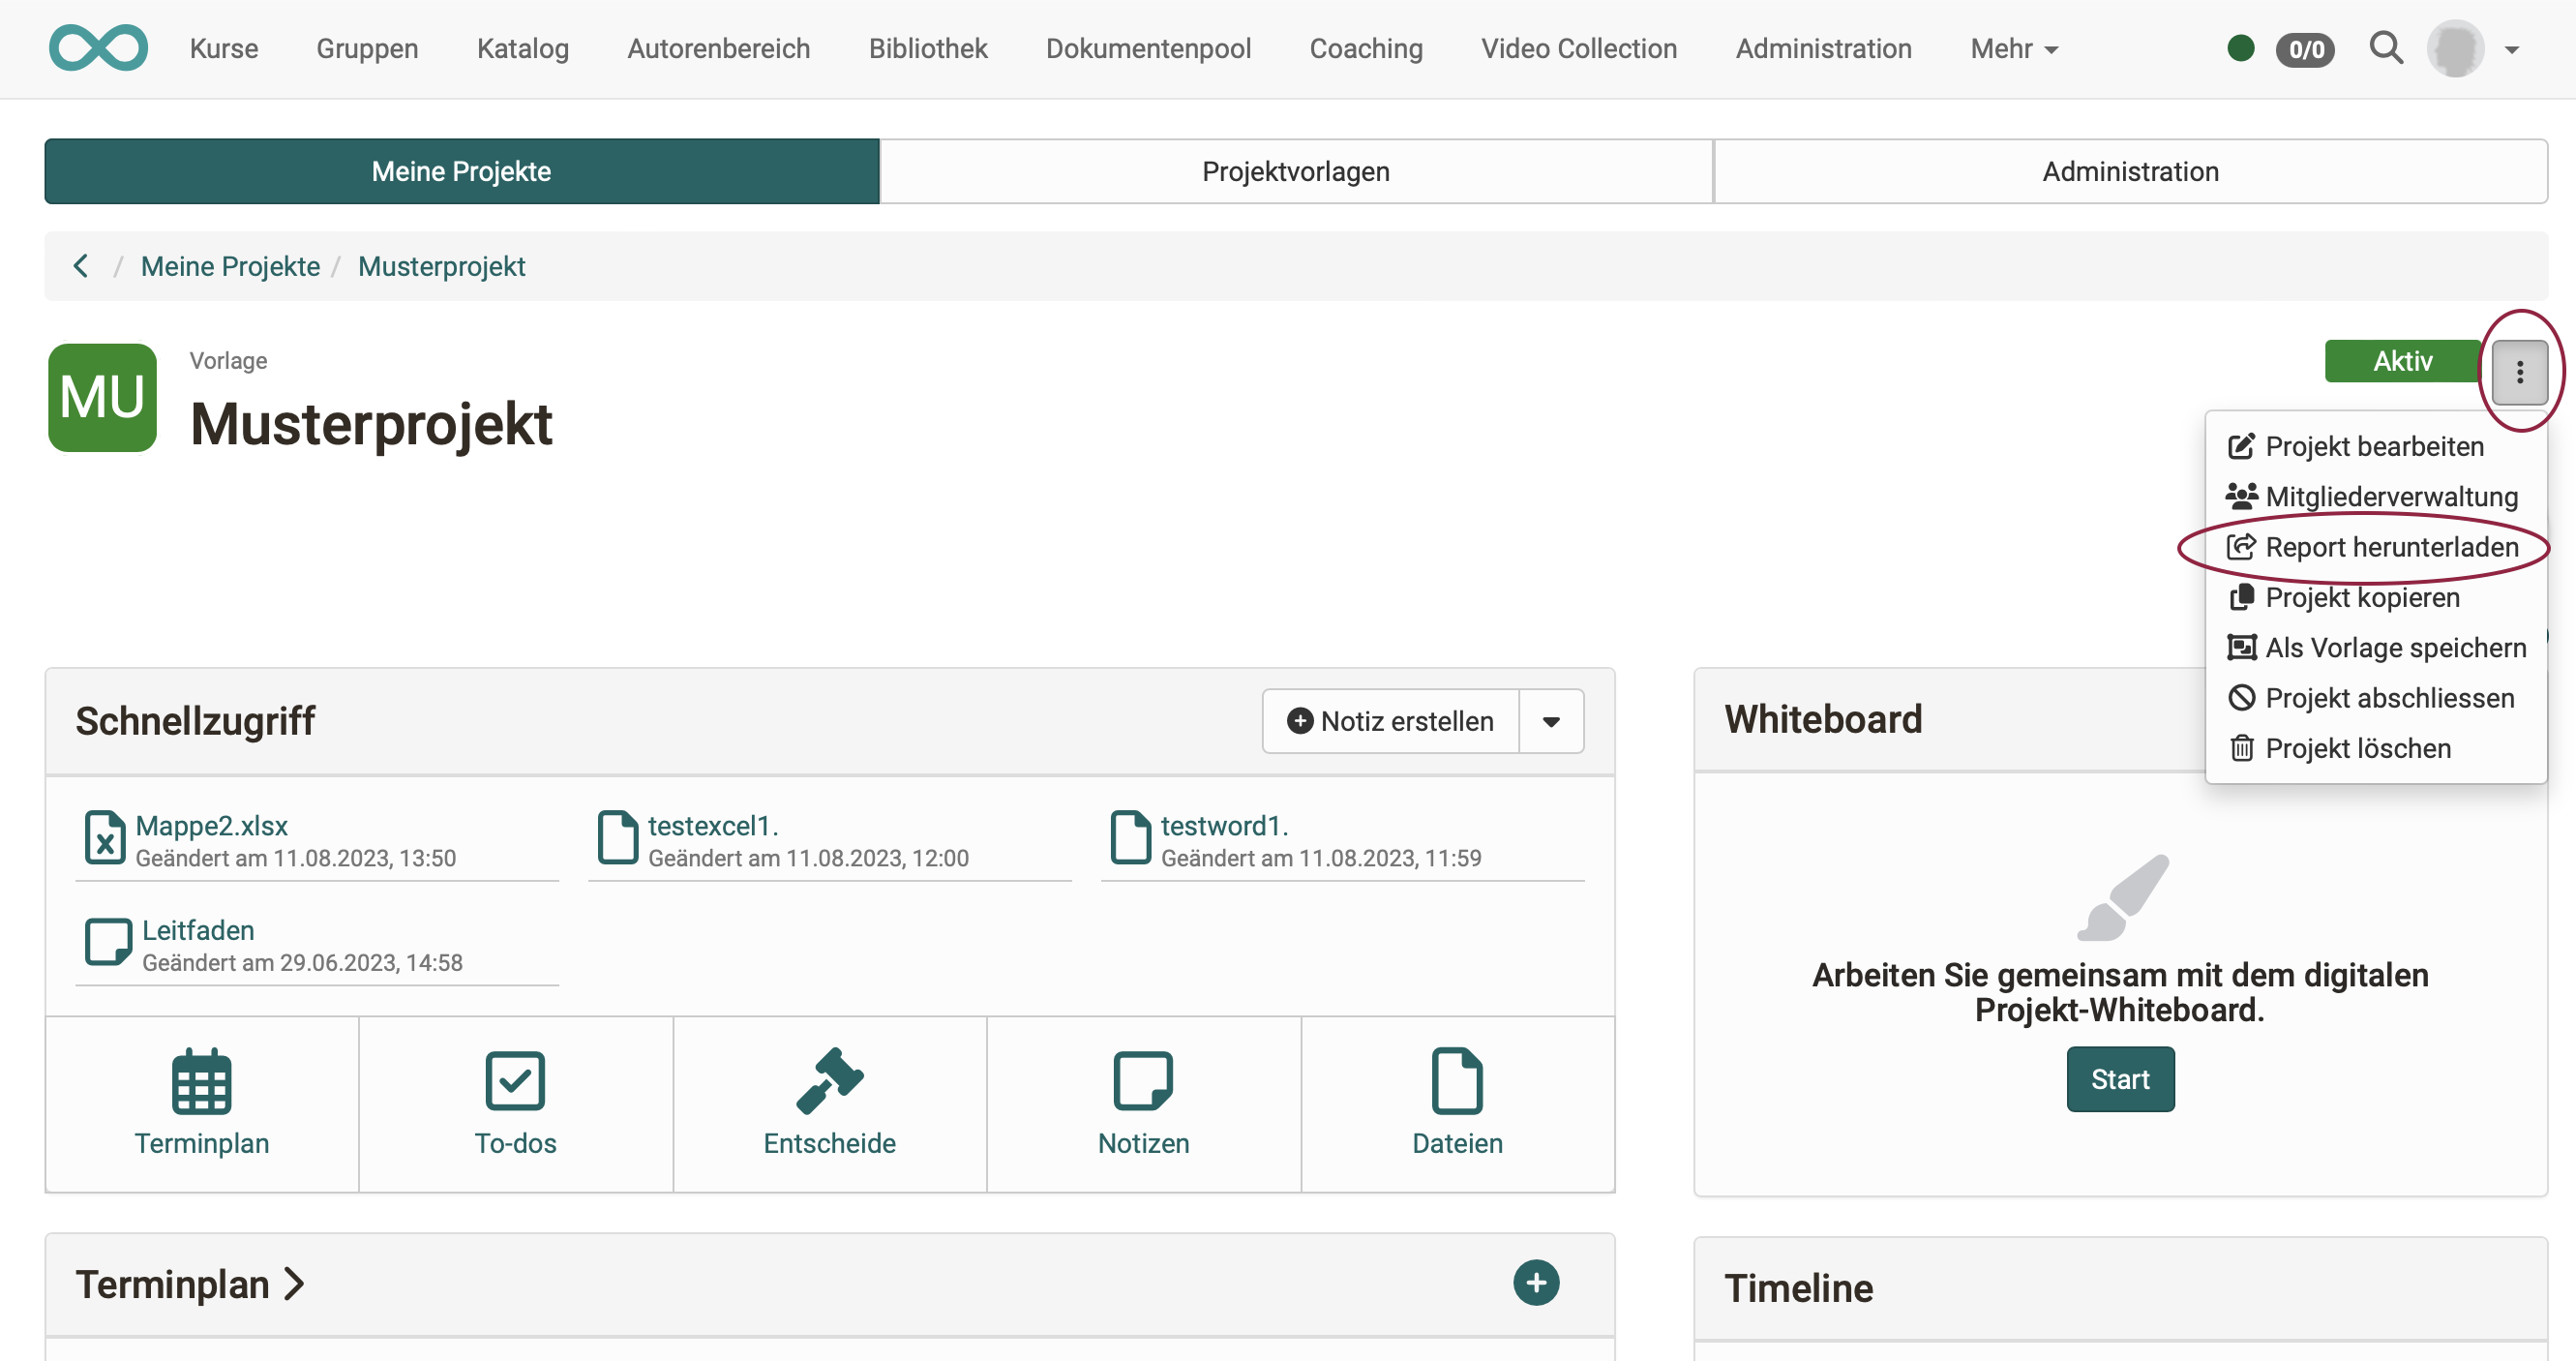 Kurse Gruppen Katalog Autorenbereich Bibliothek Dokumentenpool Coaching Video Collection Administration Mehr 0/0
Meine Projekte Projektvorlagen Administration
/ Meine Projekte / Musterprojekt
MU
Vorlage
Musterprojekt
Aktiv
Projekt bearbeiten
Mitgliederverwaltung
Report herunterladen
Projekt kopieren
Als Vorlage speichern
Projekt abschliessen
Projekt löschen
Schnellzugriff
Notiz erstellen
Mappe2.xlsx
Geändert am 11.08.2023, 13:50
testexcel1.
Geändert am 11.08.2023, 12:00
testword1.
Geändert am 11.08.2023, 11:59
Leitfaden
Geändert am 29.06.2023, 14:58
Terminplan
To-dos
Entscheide
Notizen
Dateien
Whiteboard
Arbeiten Sie gemeinsam mit dem digitalen
Projekt-Whiteboard.
Start
Terminplan
Timeline